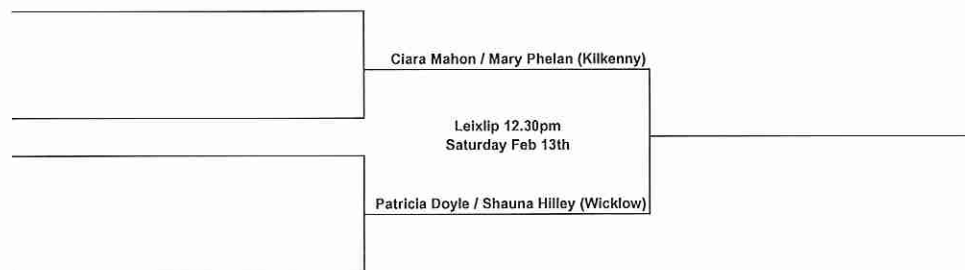 Ciara Mahon / Mary Phelan (Kilkenny)
Leixlip 12.30pm
Saturday Feb 13th
Patricia Doyle / Shauna Hilley (Wicklow)